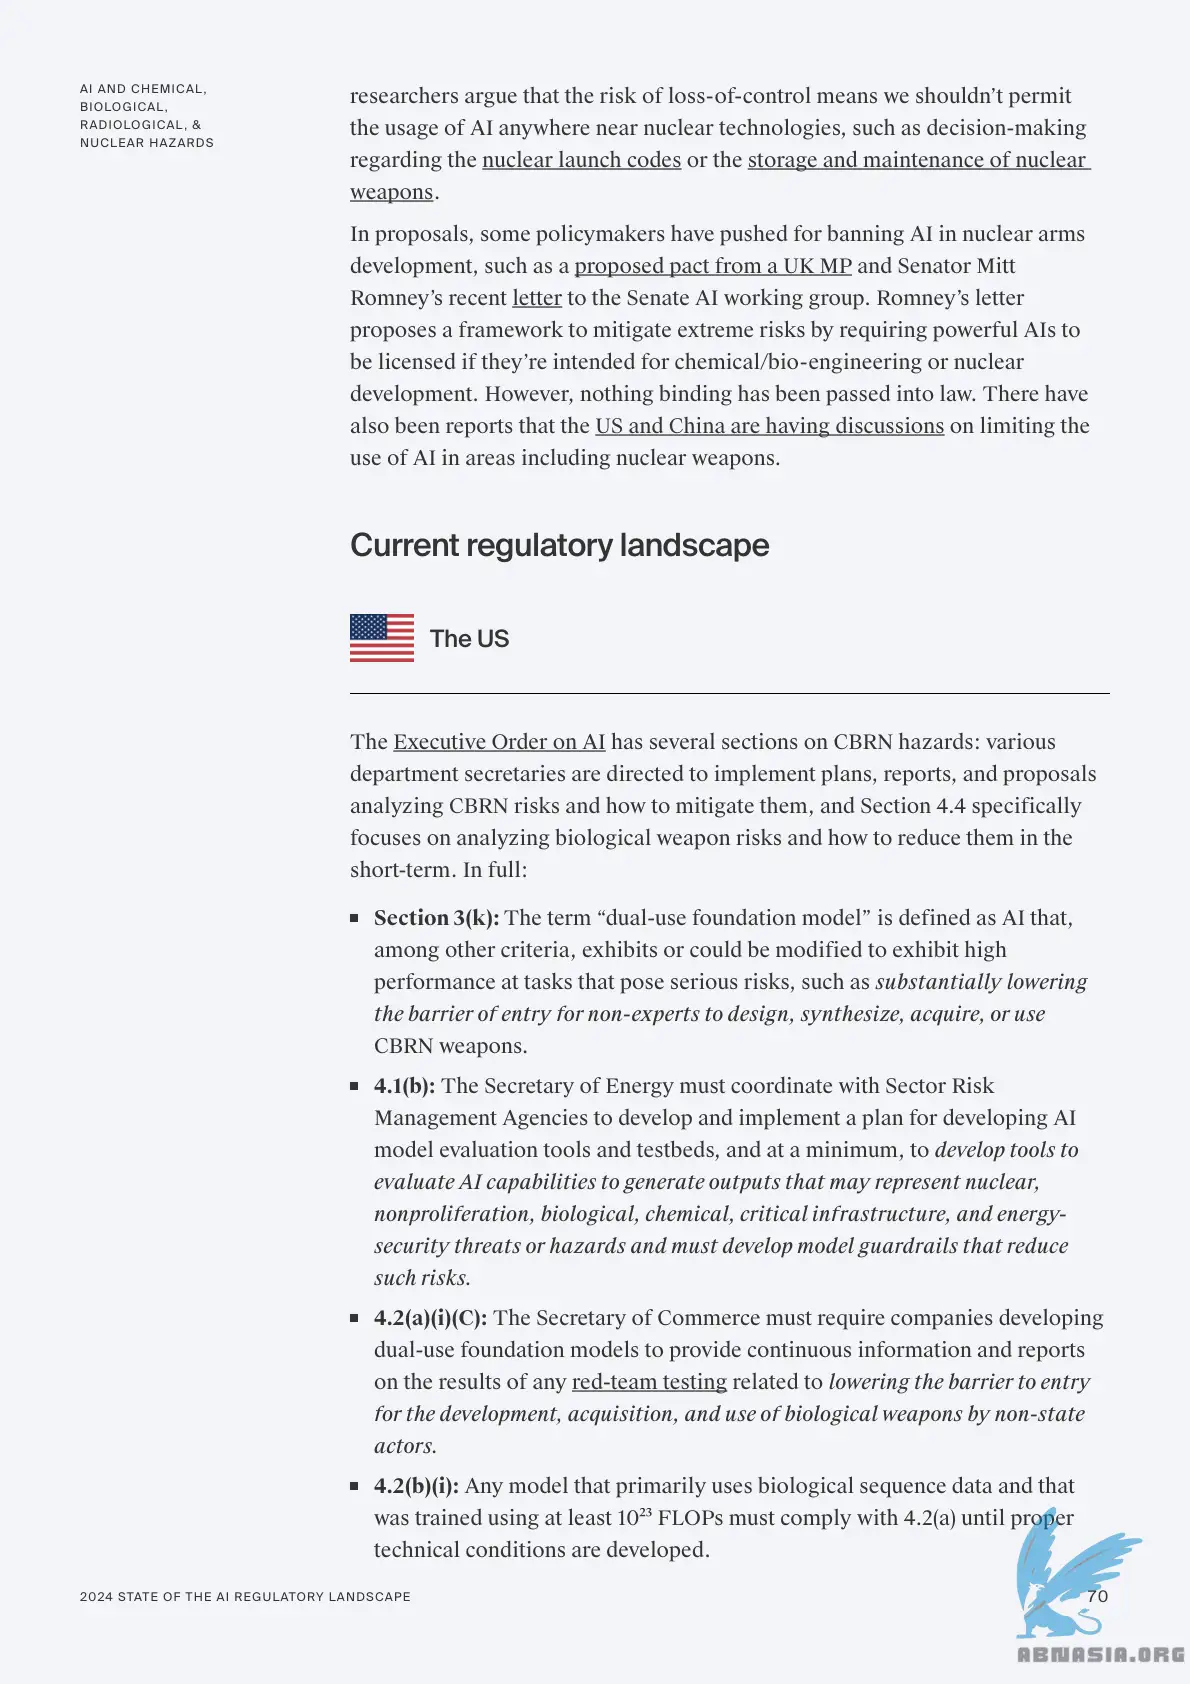 AI AND CHEMICAL,
BIOLOGICAL,
RADIOLOGICAL, &
NUCLEAR HAZARDS
researchers argue that the risk of loss-of-control means we shouldn’t permit
the usage of AI anywhere near nuclear technologies, such as decision-making
regarding the nuclear launch codes or the storage and maintenance of nuclear
weapons.
In proposals, some policymakers have pushed for banning AI in nuclear arms
development, such as a proposed pact from a UK MP and Senator Mitt
Romney’s recent letter to the Senate AI working group. Romney’s letter
proposes a framework to mitigate extreme risks by requiring powerful AIs to
be licensed if they’re intended for chemical/bio-engineering or nuclear
development. However, nothing binding has been passed into law. There have
also been reports that the US and China are having discussions on limiting the
use of AI in areas including nuclear weapons.
Current regulatory landscape
The US
The Executive Order on AI has several sections on CBRN hazards: various
department secretaries are directed to implement plans, reports, and proposals
analyzing CBRN risks and how to mitigate them, and Section 4.4 specifically
focuses on analyzing biological weapon risks and how to reduce them in the
short-term. In full:
▪ Section 3(k): The term “dual-use foundation model” is defined as AI that,
among other criteria, exhibits or could be modified to exhibit high
performance at tasks that pose serious risks, such as substantially lowering
the barrier of entry for non-experts to design, synthesize, acquire, or use
CBRN weapons.
▪ 4.1(b): The Secretary of Energy must coordinate with Sector Risk
Management Agencies to develop and implement a plan for developing AI
model evaluation tools and testbeds, and at a minimum, to develop tools to
evaluate AI capabilities to generate outputs that may represent nuclear,
nonproliferation, biological, chemical, critical infrastructure, and energy-
security threats or hazards and must develop model guardrails that reduce
such risks.
▪ 4.2(a)(i)(C): The Secretary of Commerce must require companies developing
dual-use foundation models to provide continuous information and reports
on the results of any red-team testing related to lowering the barrier to entry
for the development, acquisition, and use of biological weapons by non-state
actors.
▪ 4.2(b)(i): Any model that primarily uses biological sequence data and that
was trained using at least 10²³ FLOPs must comply with 4.2(a) until proper
technical conditions are developed.
2024 STATE OF THE AI REGULATORY LANDSCAPE
70
ABNASIA.ORG